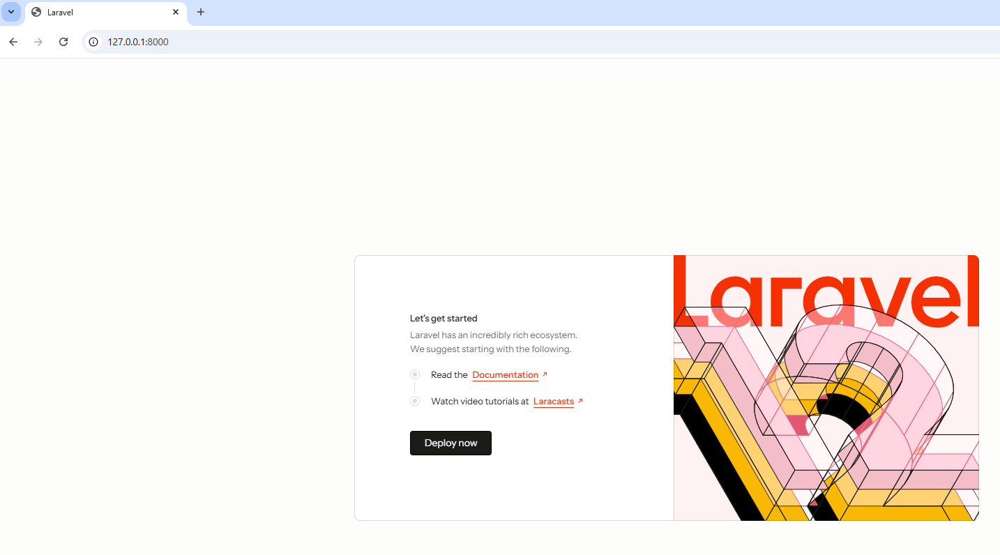 Laravel
127.0.0.1:8000
Laravel
Let's get started
Laravel has an incredibly rich ecosystem.
We suggest starting with the following.
Read the Documentation
Watch video tutorials at Laracasts
Deploy now